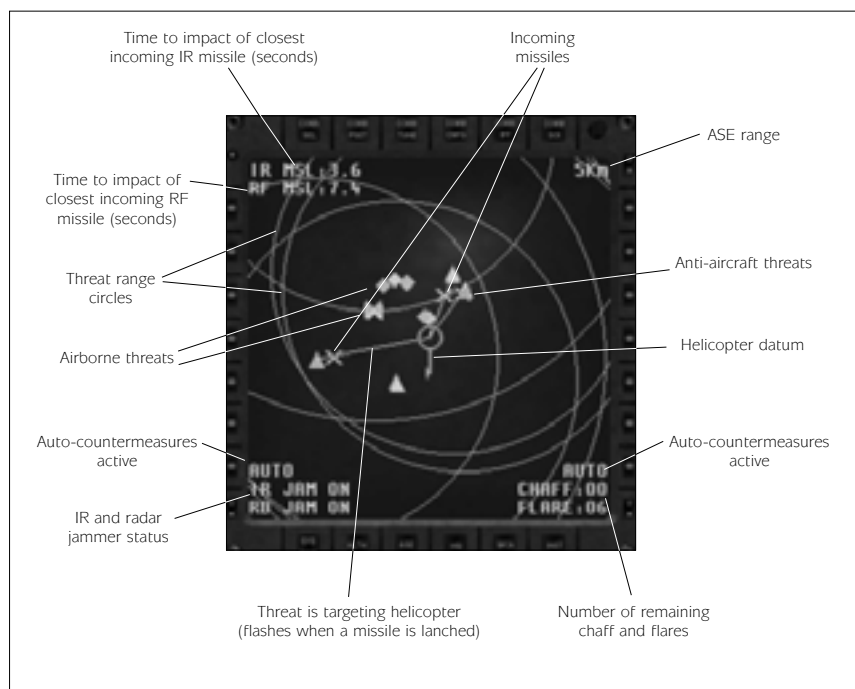 Time to impact of closest
incoming IR missile (seconds)
Incoming
missiles
ASE range
IR MSL:3.6
5Km
RF MSL:7.4
Time to impact of
closest incoming RF
missile (seconds)
Threat range
circles
Anti-aircraft threats
Airborne threats
Helicopter datum
Auto-countermeasures
active
Auto-countermeasures
active
AUTO
AUTO
IR JAM ON
CHAFF:00
RD JAM ON
FLARE:06
IR and radar
jammer status
Threat is targeting helicopter
(flashes when a missile is lanched)
Number of remaining
chaff and flares